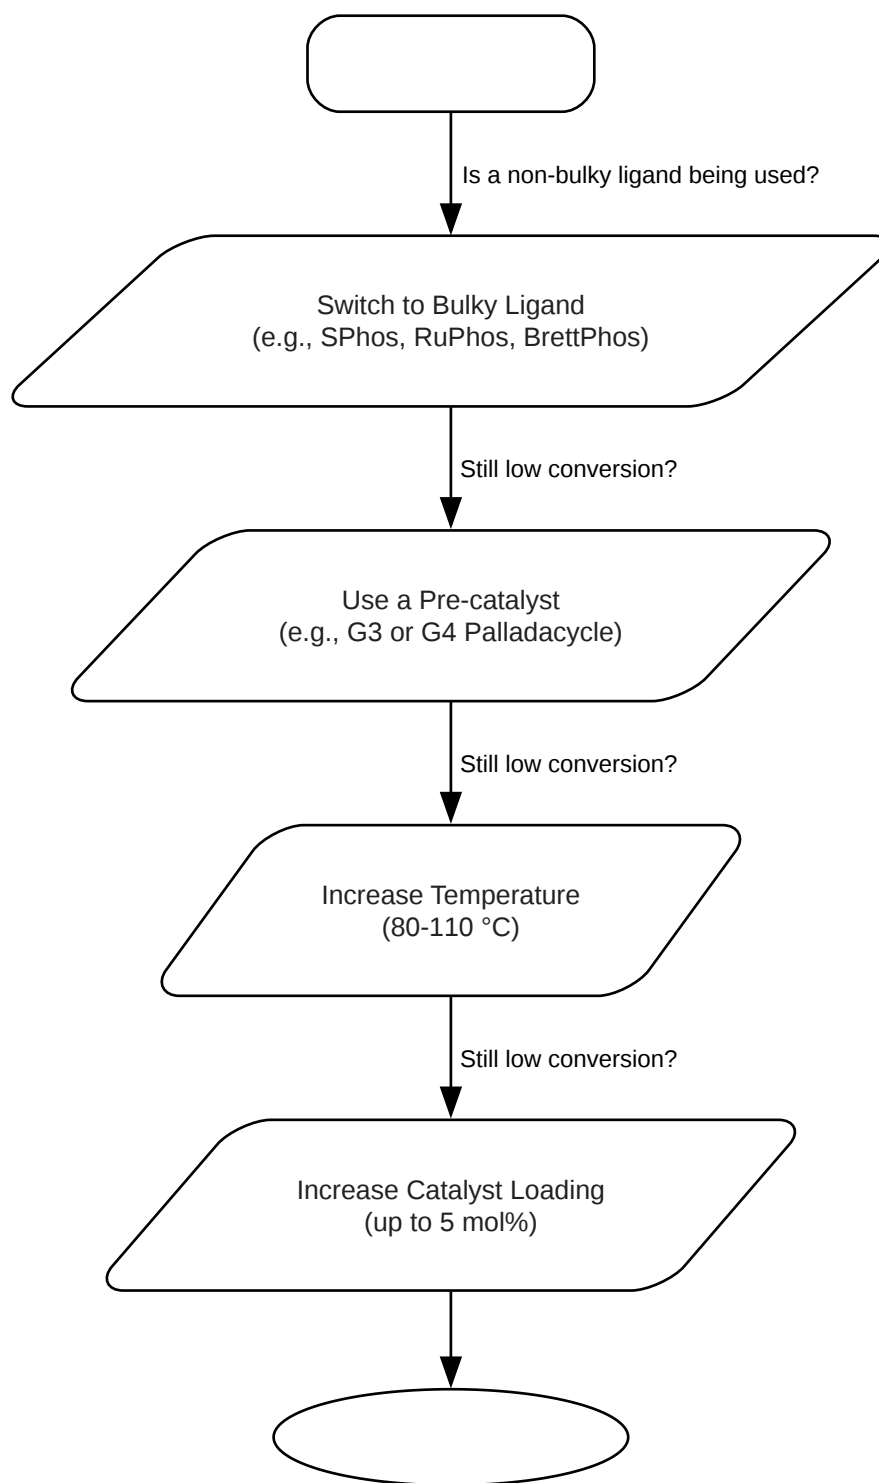 Is a non-bulky ligand being used?
Switch to Bulky Ligand
(e.g., SPhos, RuPhos, BrettPhos)
Still low conversion?
Use a Pre-catalyst
(e.g., G3 or G4 Palladacycle)
Still low conversion?
Increase Temperature
(80-110 °C)
Still low conversion?
Increase Catalyst Loading
(up to 5 mol%)